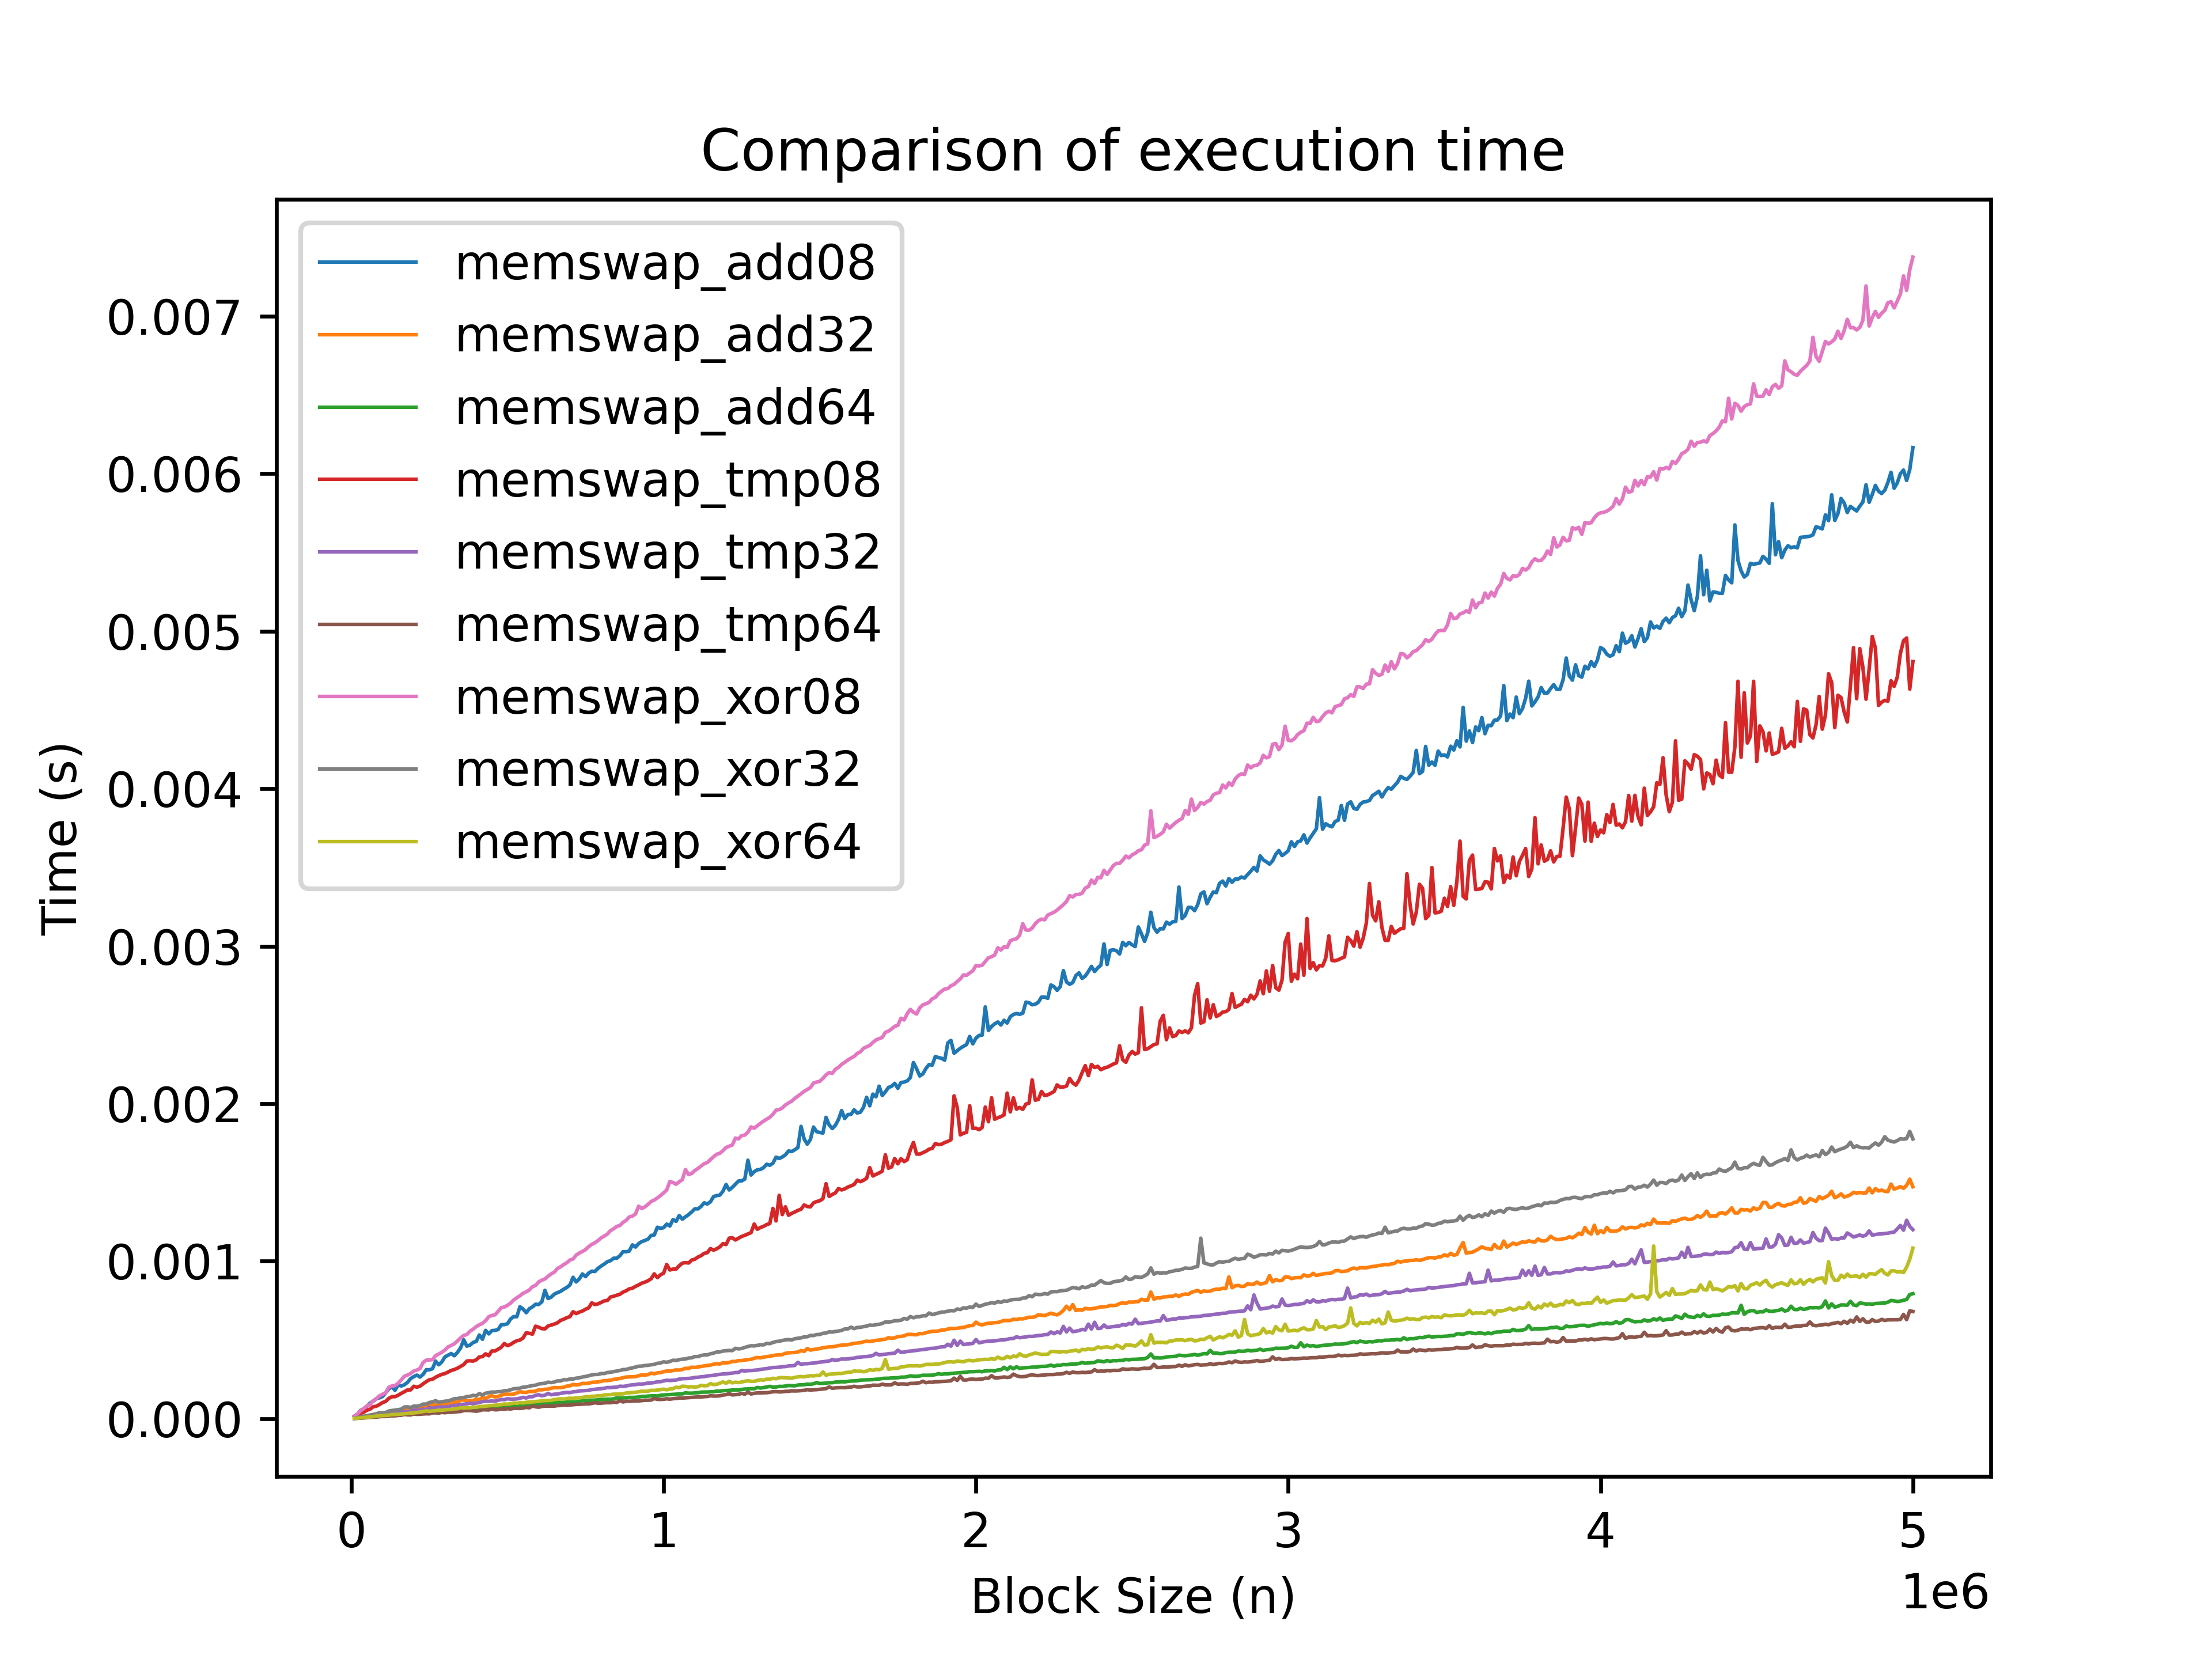 Comparison of execution time
memswap_add08
memswap_add32
memswap_add64
memswap_tmp08
memswap_tmp32
memswap_tmp64
memswap_xor08
memswap_xor32
memswap_xor64
Time (s)
0.007
0.006
0.005
0.004
0.003
0.002
0.001
0.000
0 1 2 3 4 5
1e6
Block Size (n)